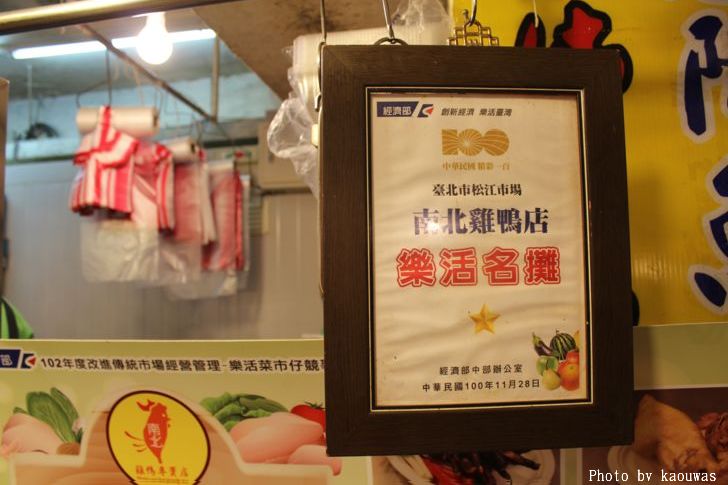 經濟部 創新經濟 樂活臺灣
100
中華民國 精彩一百
臺北市松江市場
南北雞鴨店
樂活名攤
經濟部中部辦公室
中華民國100年11月28日
部 102年度改進傳統市場經營管理-樂活菜市仔競
南北
雞鴨專賣店
Photo by kaouwas